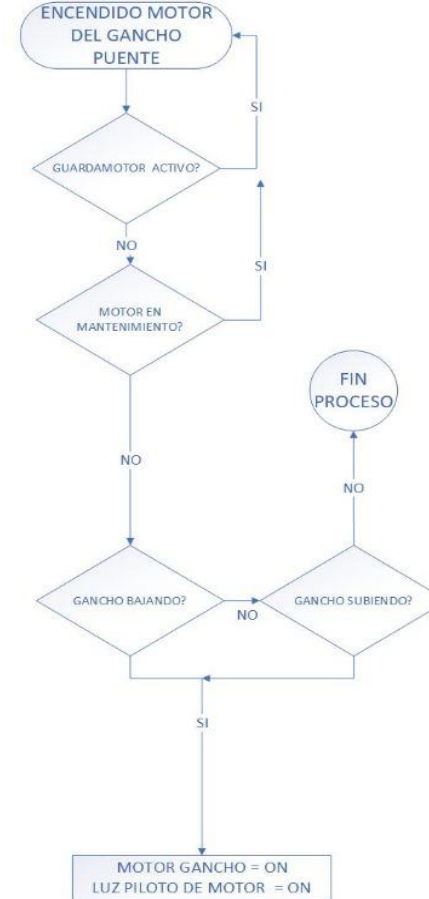 ENCENDIDO MOTOR
DEL GANCHO
PUENTE
SI
GUARDAMOTOR ACTIVO?
NO
SI
MOTOR EN
MANTENIMIENTO?
FIN
PROCESO
NO
NO
GANCHO BAJANDO?
NO
GANCHO SUBIENDO?
SI
MOTOR GANCHO = ON
LUZ PILOTO DE MOTOR = ON